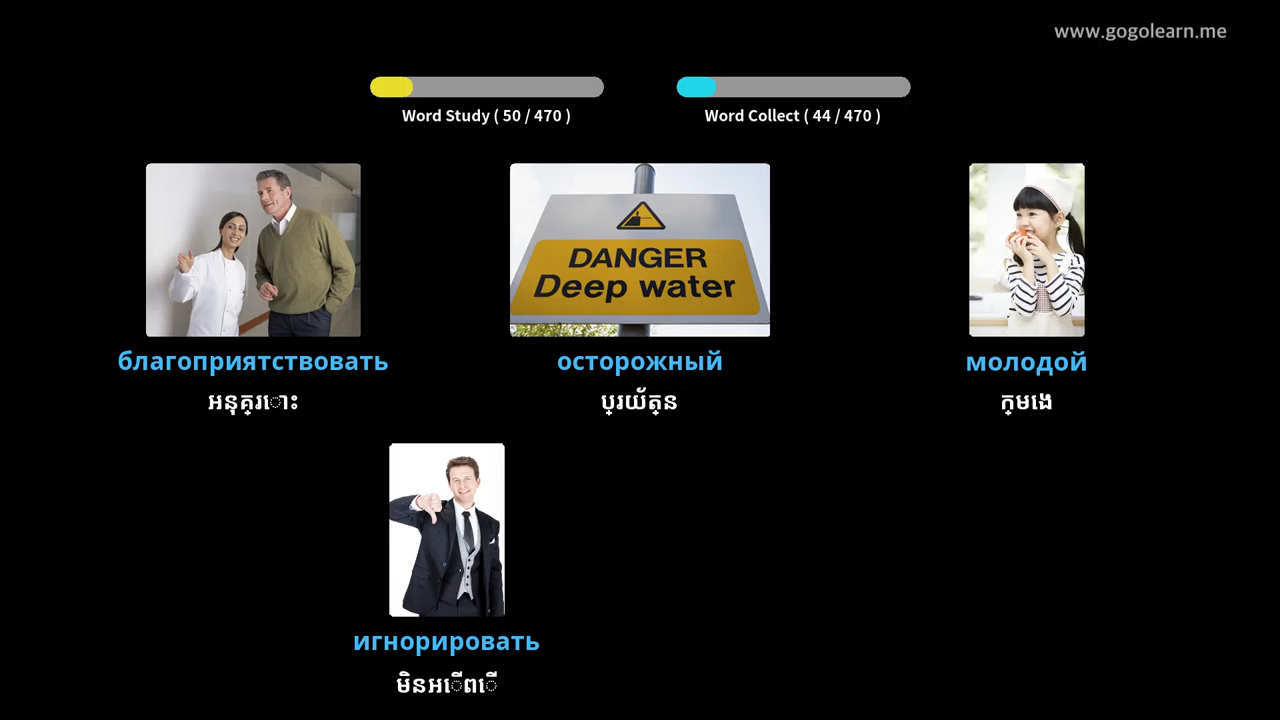 www.gogolearn.me
Word Study ( 50 / 470 )
Word Collect ( 44 / 470 )
DANGER
Deep water
благоприятствовать
осторожный
молодой
អនុគ្រោះ
ប្រយ័ត្ន
ក្មេង
игнорировать
មិនអើពើ